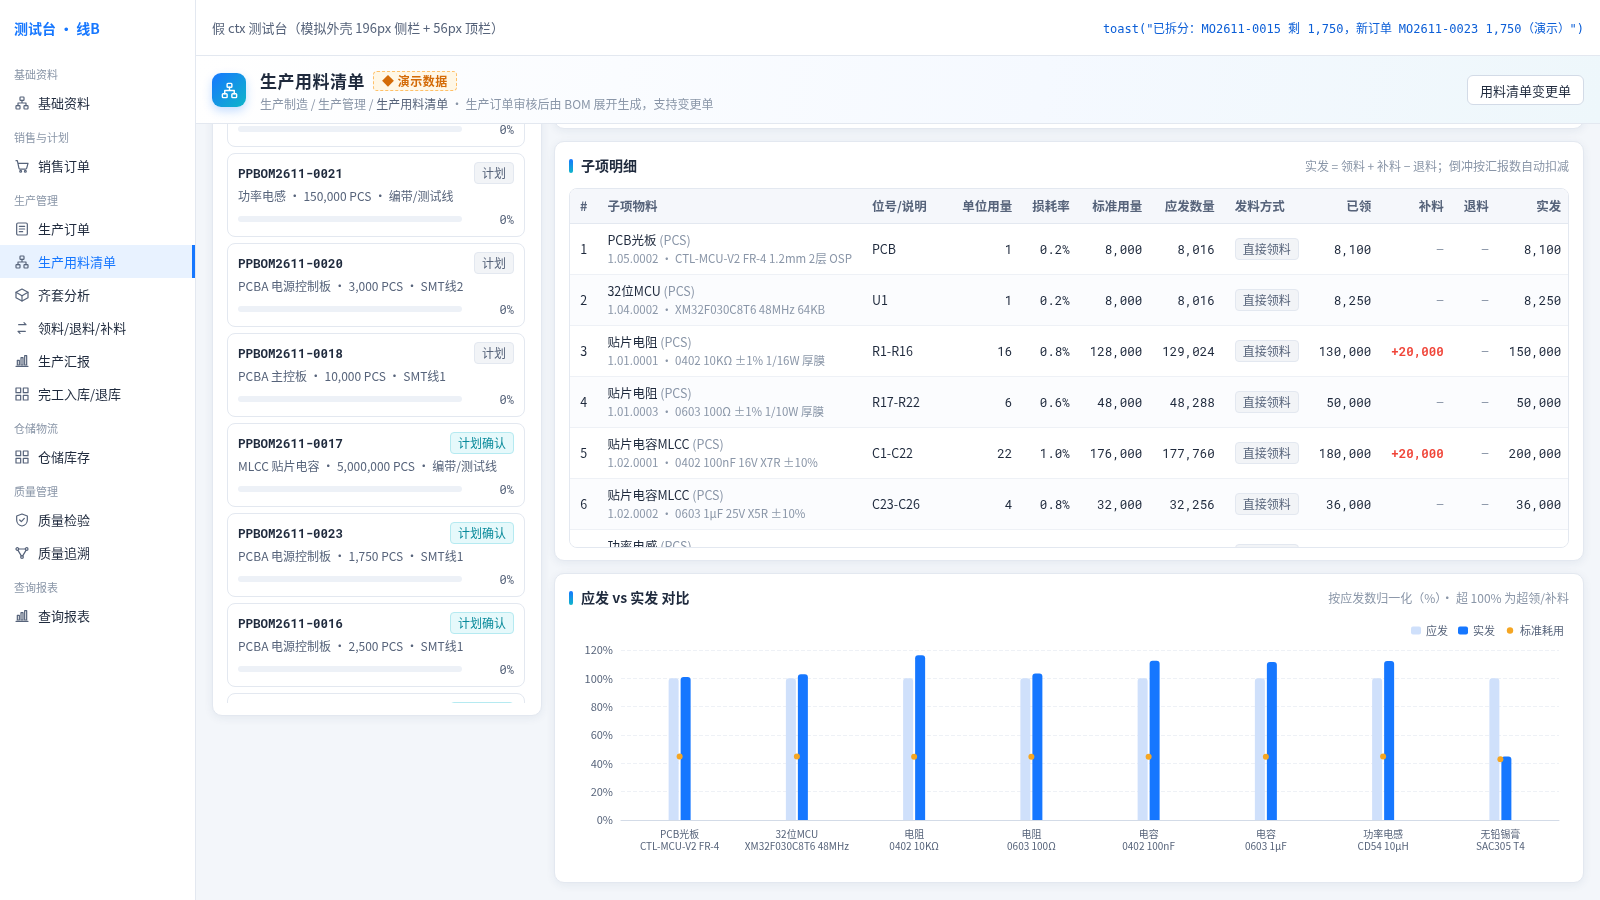 测试台 · 线B
基础资料
基础资料
销售与计划
销售订单
生产管理
生产订单
生产用料清单
齐套分析
领料/退料/补料
生产汇报
完工入库/退库
仓储物流
仓储库存
质量管理
质量检验
质量追溯
查询报表
查询报表
假 ctx 测试台（模拟外壳 196px 侧栏 + 56px 顶栏）
toast("已拆分: MO2611-0015 剩 1,750, 新订单 MO2611-0023 1,750（演示）")
生产用料清单 ◆ 演示数据
生产制造 / 生产管理 / 生产用料清单 · 生产订单审核后由 BOM 展开生成，支持变更单
用料清单变更单
0%
PPBOM2611-0021 计划
功率电感 · 150,000 PCS · 编带/测试线
0%
PPBOM2611-0020 计划
PCBA 电源控制板 · 3,000 PCS · SMT线2
0%
PPBOM2611-0018 计划
PCBA 主控板 · 10,000 PCS · SMT线1
0%
PPBOM2611-0017 计划确认
MLCC 贴片电容 · 5,000,000 PCS · 编带/测试线
0%
PPBOM2611-0023 计划确认
PCBA 电源控制板 · 1,750 PCS · SMT线1
0%
PPBOM2611-0016 计划确认
PCBA 电源控制板 · 2,500 PCS · SMT线1
0%
子项明细 实发 = 领料 + 补料 − 退料；倒冲按汇报数自动扣减
# 子项物料 位号/说明 单位用量 损耗率 标准用量 应发数量 发料方式 已领 补料 退料 实发
1 PCB光板 (PCS) PCB 1 0.2% 8,000 8,016 直接领料 8,100 – – 8,100
1.05.0002 · CTL-MCU-V2 FR-4 1.2mm 2层 OSP
2 32位MCU (PCS) U1 1 0.2% 8,000 8,016 直接领料 8,250 – – 8,250
1.04.0002 · XM32F030C8T6 48MHz 64KB
3 贴片电阻 (PCS) R1-R16 16 0.8% 128,000 129,024 直接领料 130,000 +20,000 – 150,000
1.01.0001 · 0402 10KΩ ±1% 1/16W 厚膜
4 贴片电阻 (PCS) R17-R22 6 0.6% 48,000 48,288 直接领料 50,000 – – 50,000
1.01.0003 · 0603 100Ω ±1% 1/10W 厚膜
5 贴片电容MLCC (PCS) C1-C22 22 1.0% 176,000 177,760 直接领料 180,000 +20,000 – 200,000
1.02.0001 · 0402 100nF 16V X7R ±10%
6 贴片电容MLCC (PCS) C23-C26 4 0.8% 32,000 32,256 直接领料 36,000 – – 36,000
1.02.0002 · 0603 1μF 25V X5R ±10%
功率电感 (PCS)
应发 vs 实发 对比 按应发数归一化（%）· 超 100% 为超领/补料
应发 实发 标准耗用
120%
100%
80%
60%
40%
20%
0%
PCB光板 32位MCU 电阻 电阻 电容 电容 功率电感 无铅锡膏
CTL-MCU-V2 FR-4 XM32F030C8T6 48MHz 0402 10KΩ 0603 100Ω 0402 100nF 0603 1μF CD54 10μH SAC305 T4